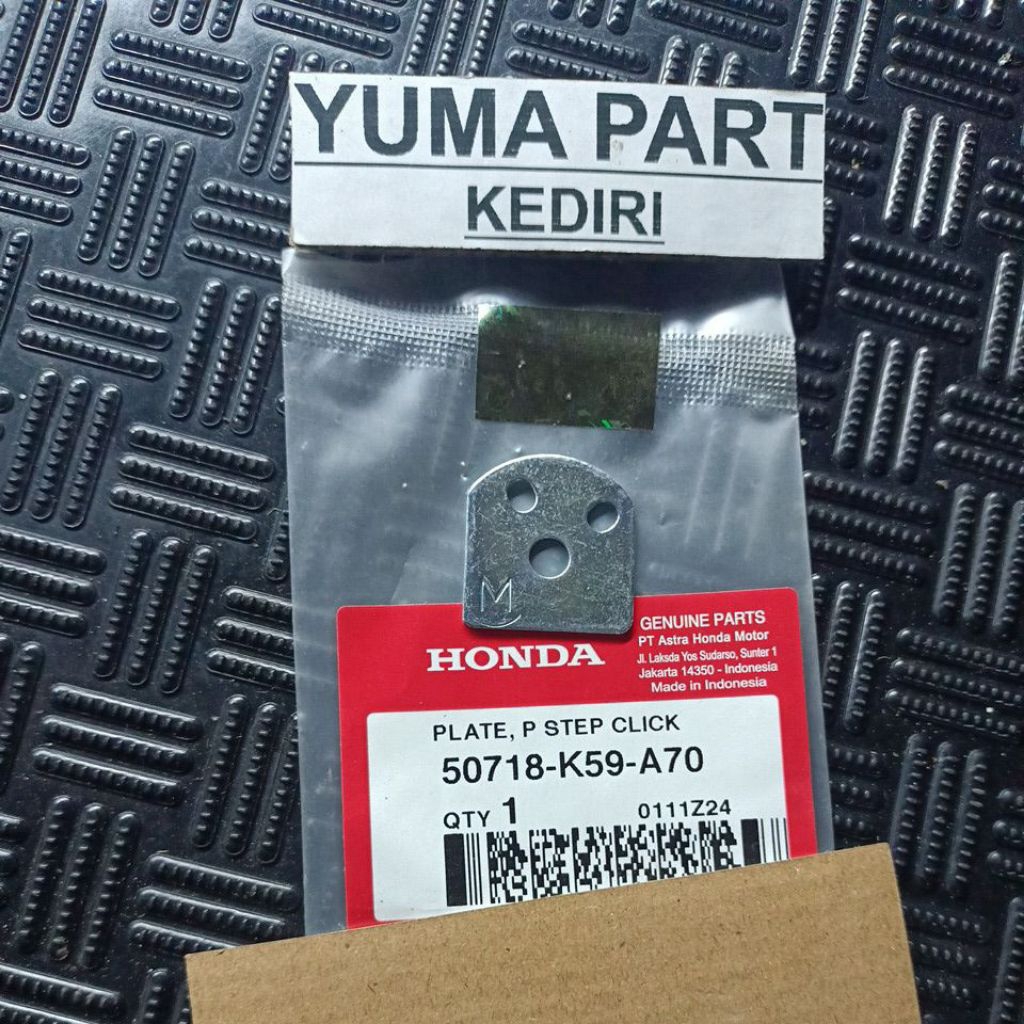 YUMA PART
KEDIRI
M
HONDA
GENUINE PARTS
PT Astra Honda Motor
Jl. Laksda Yos Sudarso, Sunter 1
Jakarta 14350 - Indonesia
Made in Indonesia
PLATE, P STEP CLICK
50718-K59-A70
QTY 1
0111Z24